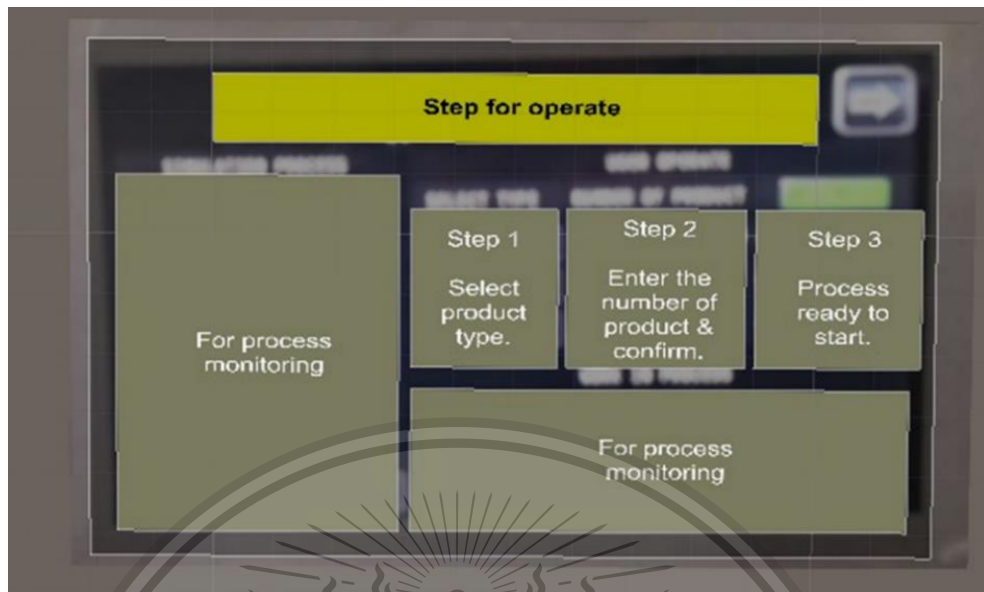 Step for operate
For process
monitoring
Step 1
Select
product
type.
Step 2
Enter the
number of
product &
confirm.
Step 3
Process
ready to
start.
For process
monitoring